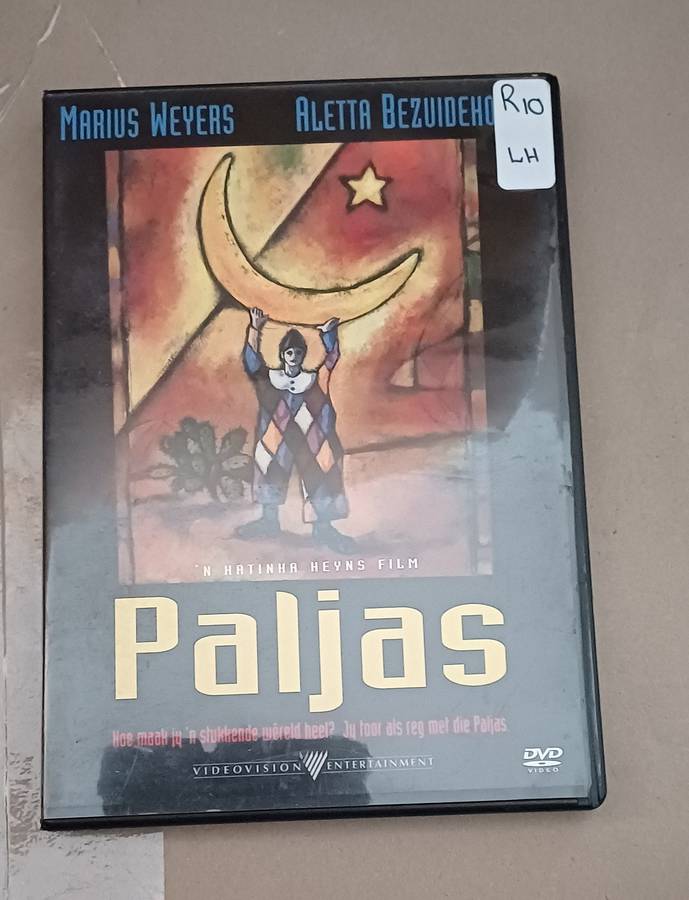 MARIUS WEYERS
ALETTA BEZUIDEHO
R10
LH
'N KATINKA HEYNS FILM
Paljas
Hoe maak jy 'n stukkende wêreld heel? Jy toor als reg met die Paljas.
VIDEOVISION ENTERTAINMENT
DVD
VIDEO